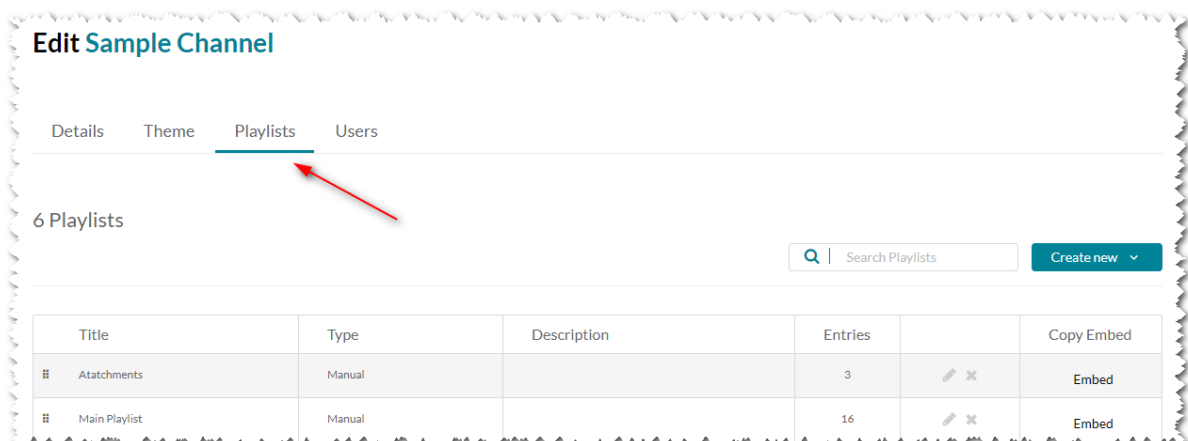 Edit Sample Channel
Details Theme Playlists Users
6 Playlists
Search Playlists Create new
Title Type Description Entries Copy Embed
Atatchments Manual 3 Embed
Main Playlist Manual 16 Embed